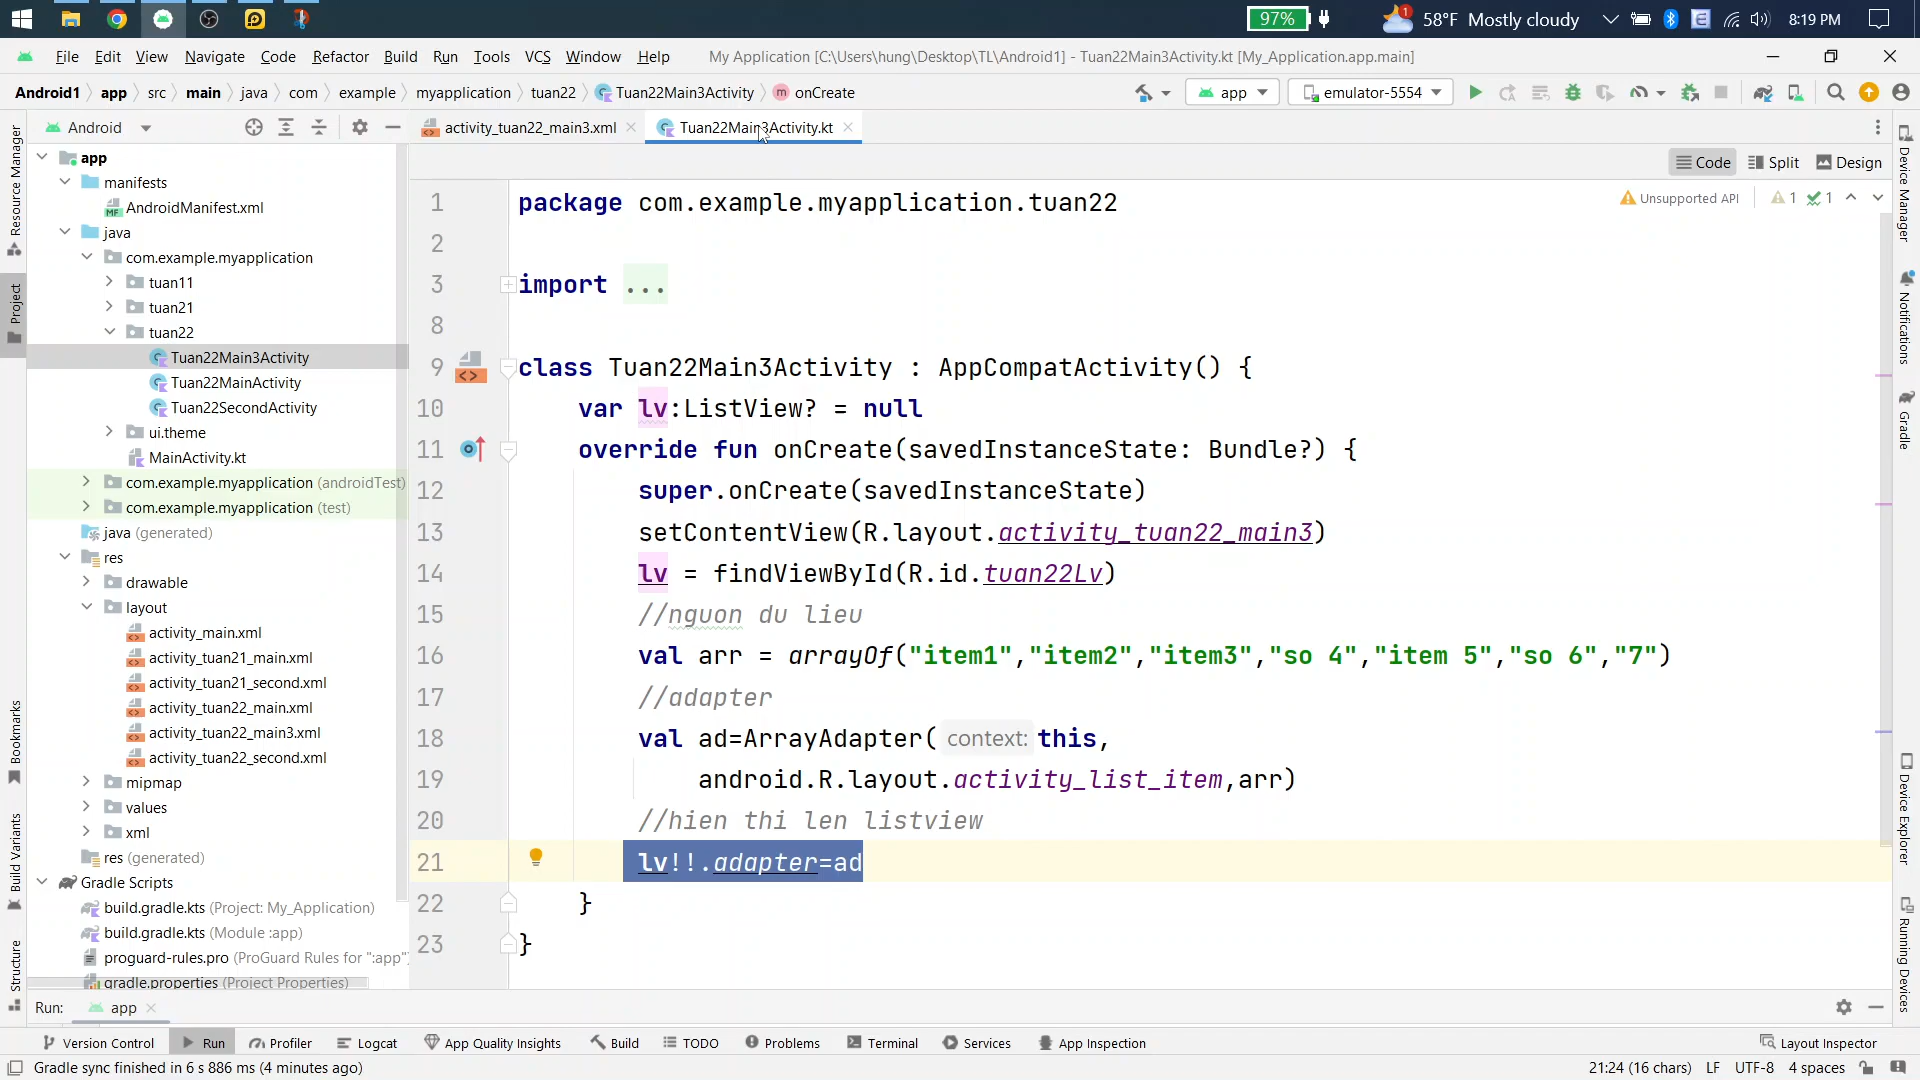 97%
1
58°F Mostly cloudy
8:19 PM
File Edit View Navigate Code Refactor Build Run Tools VCS Window Help My Application [C:\Users\hung\Desktop\TL\Android1] - Tuan22Main3Activity.kt [My_Application.app.main]
Android1 app src main java com example myapplication tuan22 Tuan22Main3Activity onCreate app emulator-5554
Android activity_tuan22_main3.xml Tuan22Main3Activity.kt
Code Split Design
Unsupported API 1 1
Resource Manager
Project
Bookmarks
Build Variants
Structure
app
manifests
AndroidManifest.xml
java
com.example.myapplication
tuan11
tuan21
tuan22
Tuan22Main3Activity
Tuan22MainActivity
Tuan22SecondActivity
ui.theme
MainActivity.kt
com.example.myapplication (androidTest)
com.example.myapplication (test)
java (generated)
res
drawable
layout
activity_main.xml
activity_tuan21_main.xml
activity_tuan21_second.xml
activity_tuan22_main.xml
activity_tuan22_main3.xml
activity_tuan22_second.xml
mipmap
values
xml
res (generated)
Gradle Scripts
build.gradle.kts (Project: My_Application)
build.gradle.kts (Module :app)
proguard-rules.pro (ProGuard Rules for ":app")
gradle.properties (Project Properties)
1 package com.example.myapplication.tuan22
2
3 import ...
8
9 class Tuan22Main3Activity : AppCompatActivity() {
10 var lv:ListView? = null
11 override fun onCreate(savedInstanceState: Bundle?) {
12 super.onCreate(savedInstanceState)
13 setContentView(R.layout.activity_tuan22_main3)
14 lv = findViewById(R.id.tuan22Lv)
15 //nguon du lieu
16 val arr = arrayOf("item1","item2","item3","so 4","item 5","so 6","7")
17 //adapter
18 val ad=ArrayAdapter( context: this,
19 android.R.layout.activity_list_item,arr)
20 //hien thi len listview
21 lv!!.adapter=ad
22 }
23 }
Device Manager
Notifications
Gradle
Device Explorer
Running Devices
Run: app
Version Control Run Profiler Logcat App Quality Insights Build TODO Problems Terminal Services App Inspection Layout Inspector
Gradle sync finished in 6 s 886 ms (4 minutes ago) 21:24 (16 chars) LF UTF-8 4 spaces